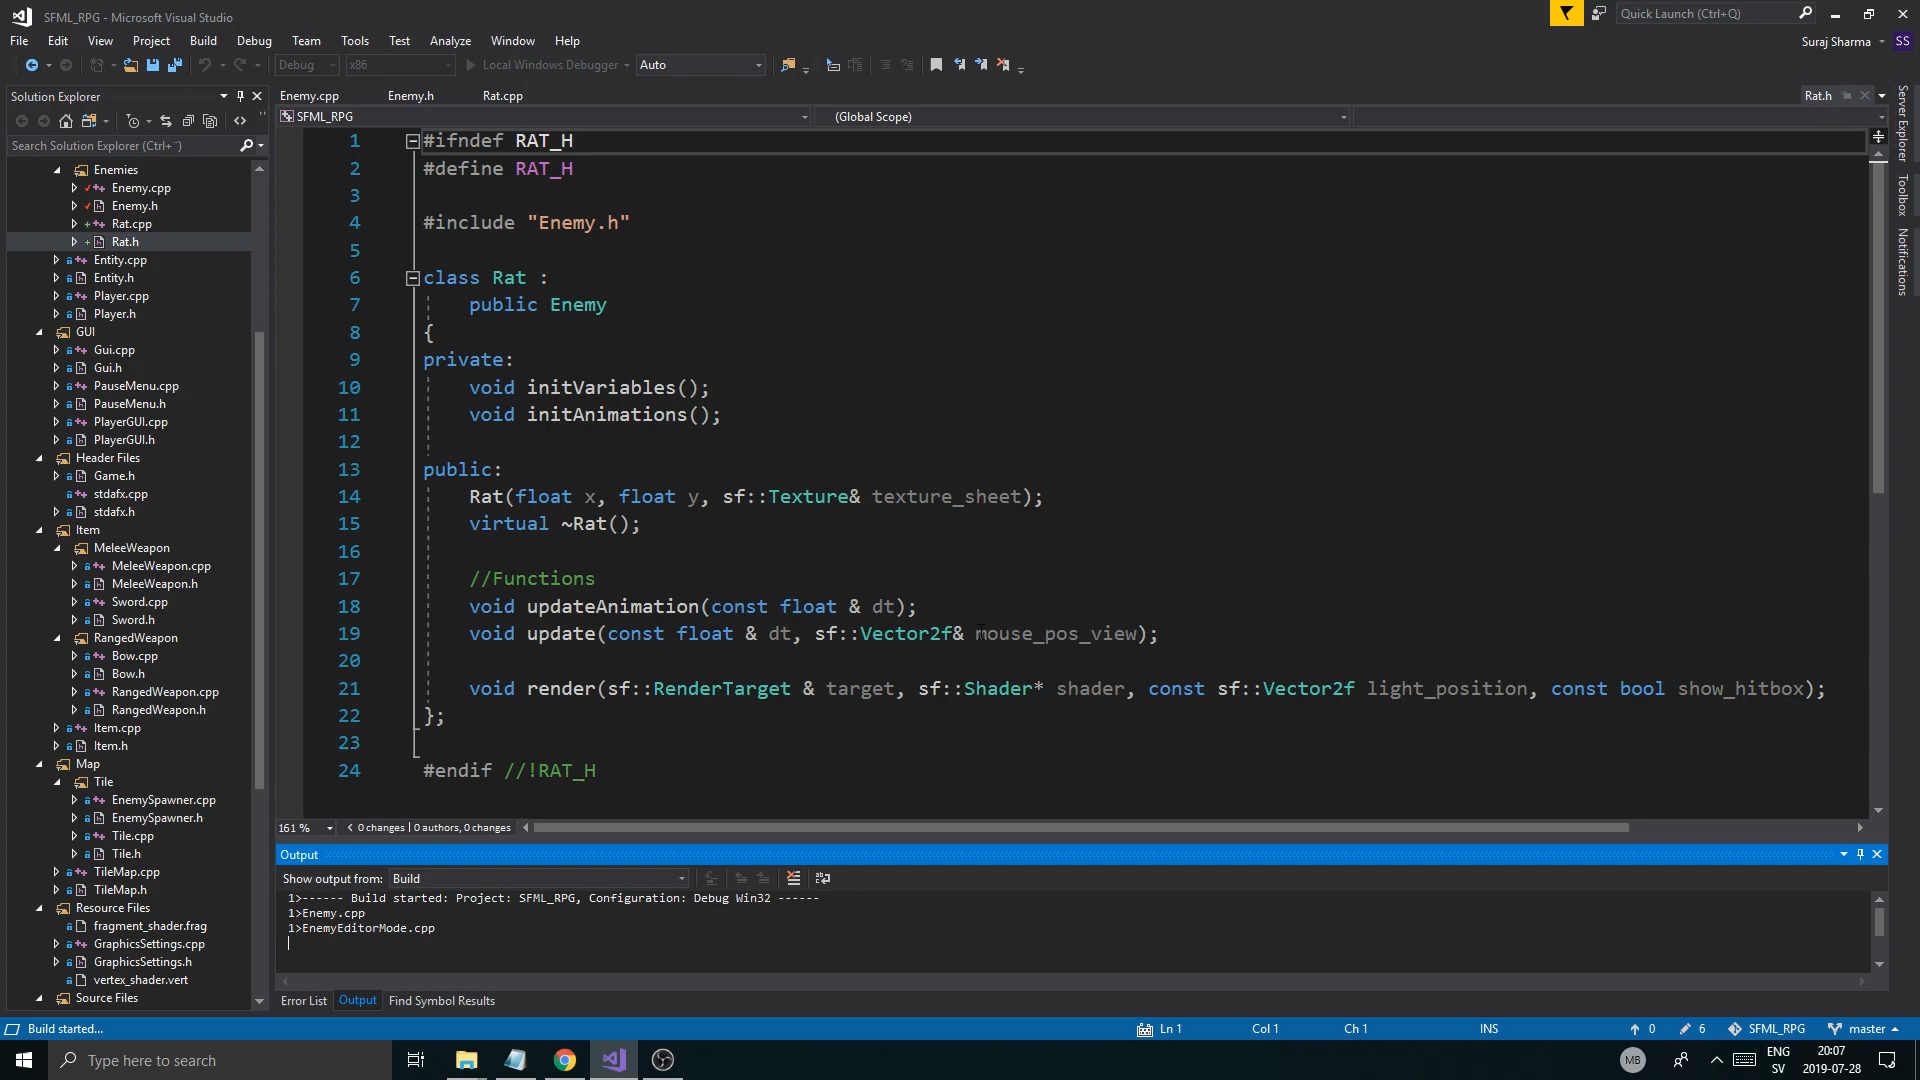 SFML_RPG - Microsoft Visual Studio
Quick Launch (Ctrl+Q)
File Edit View Project Build Debug Team Tools Test Analyze Window Help
Suraj Sharma SS
Debug x86 Local Windows Debugger Auto
Solution Explorer
Enemy.cpp Enemy.h Rat.cpp Rat.h
SFML_RPG (Global Scope)
Search Solution Explorer (Ctrl+¨)
Enemies
Enemy.cpp
Enemy.h
Rat.cpp
Rat.h
Entity.cpp
Entity.h
Player.cpp
Player.h
GUI
Gui.cpp
Gui.h
PauseMenu.cpp
PauseMenu.h
PlayerGUI.cpp
PlayerGUI.h
Header Files
Game.h
stdafx.cpp
stdafx.h
Item
MeleeWeapon
MeleeWeapon.cpp
MeleeWeapon.h
Sword.cpp
Sword.h
RangedWeapon
Bow.cpp
Bow.h
RangedWeapon.cpp
RangedWeapon.h
Item.cpp
Item.h
Map
Tile
EnemySpawner.cpp
EnemySpawner.h
Tile.cpp
Tile.h
TileMap.cpp
TileMap.h
Resource Files
fragment_shader.frag
GraphicsSettings.cpp
GraphicsSettings.h
vertex_shader.vert
Source Files
1 #ifndef RAT_H
2 #define RAT_H
3
4 #include "Enemy.h"
5
6 class Rat :
7 public Enemy
8 {
9 private:
10 void initVariables();
11 void initAnimations();
12
13 public:
14 Rat(float x, float y, sf::Texture& texture_sheet);
15 virtual ~Rat();
16
17 //Functions
18 void updateAnimation(const float & dt);
19 void update(const float & dt, sf::Vector2f& mouse_pos_view);
20
21 void render(sf::RenderTarget & target, sf::Shader* shader, const sf::Vector2f light_position, const bool show_hitbox);
22 };
23
24 #endif //!RAT_H
Server Explorer
Toolbox
Notifications
161 % 0 changes | 0 authors, 0 changes
Output
Show output from: Build
1>------ Build started: Project: SFML_RPG, Configuration: Debug Win32 ------
1>Enemy.cpp
1>EnemyEditorMode.cpp
Error List Output Find Symbol Results
Build started... Ln 1 Col 1 Ch 1 INS 0 6 SFML_RPG master
Type here to search
MB
ENG
SV
20:07
2019-07-28